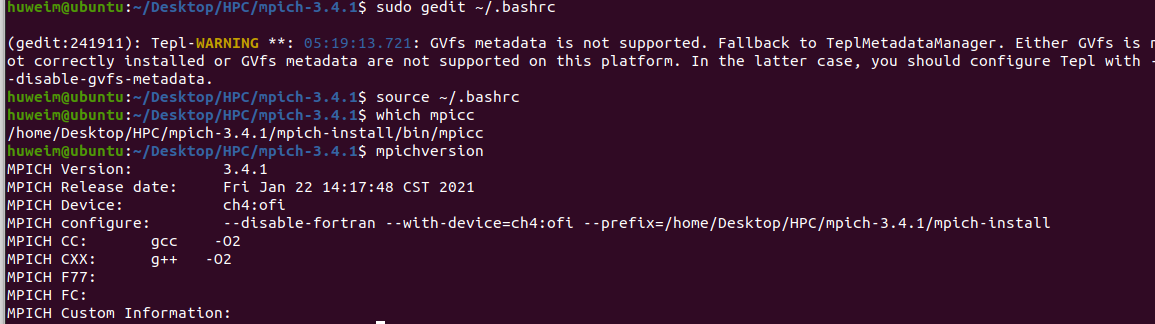 huweim@ubuntu:~/Desktop/HPC/mpich-3.4.1$ sudo gedit ~/.bashrc
(gedit:241911): Tepl-WARNING **: 05:19:13.721: GVfs metadata is not supported. Fallback to TeplMetadataManager. Either GVfs is n
ot correctly installed or GVfs metadata are not supported on this platform. In the latter case, you should configure Tepl with -
-disable-gvfs-metadata.
huweim@ubuntu:~/Desktop/HPC/mpich-3.4.1$ source ~/.bashrc
huweim@ubuntu:~/Desktop/HPC/mpich-3.4.1$ which mpicc
/home/Desktop/HPC/mpich-3.4.1/mpich-install/bin/mpicc
huweim@ubuntu:~/Desktop/HPC/mpich-3.4.1$ mpichversion
MPICH Version: 3.4.1
MPICH Release date: Fri Jan 22 14:17:48 CST 2021
MPICH Device: ch4:ofi
MPICH configure: --disable-fortran --with-device=ch4:ofi --prefix=/home/Desktop/HPC/mpich-3.4.1/mpich-install
MPICH CC: gcc -O2
MPICH CXX: g++ -O2
MPICH F77:
MPICH FC:
MPICH Custom Information: